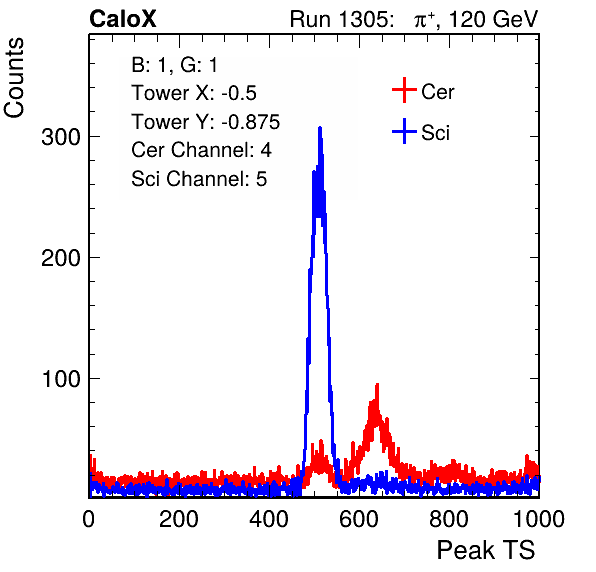 CaloX Run 1305: π⁺, 120 GeV
Counts
B: 1, G: 1
Tower X: -0.5
Tower Y: -0.875
Cer Channel: 4
Sci Channel: 5
Cer
Sci
300
200
100
0 200 400 600 800 1000
Peak TS